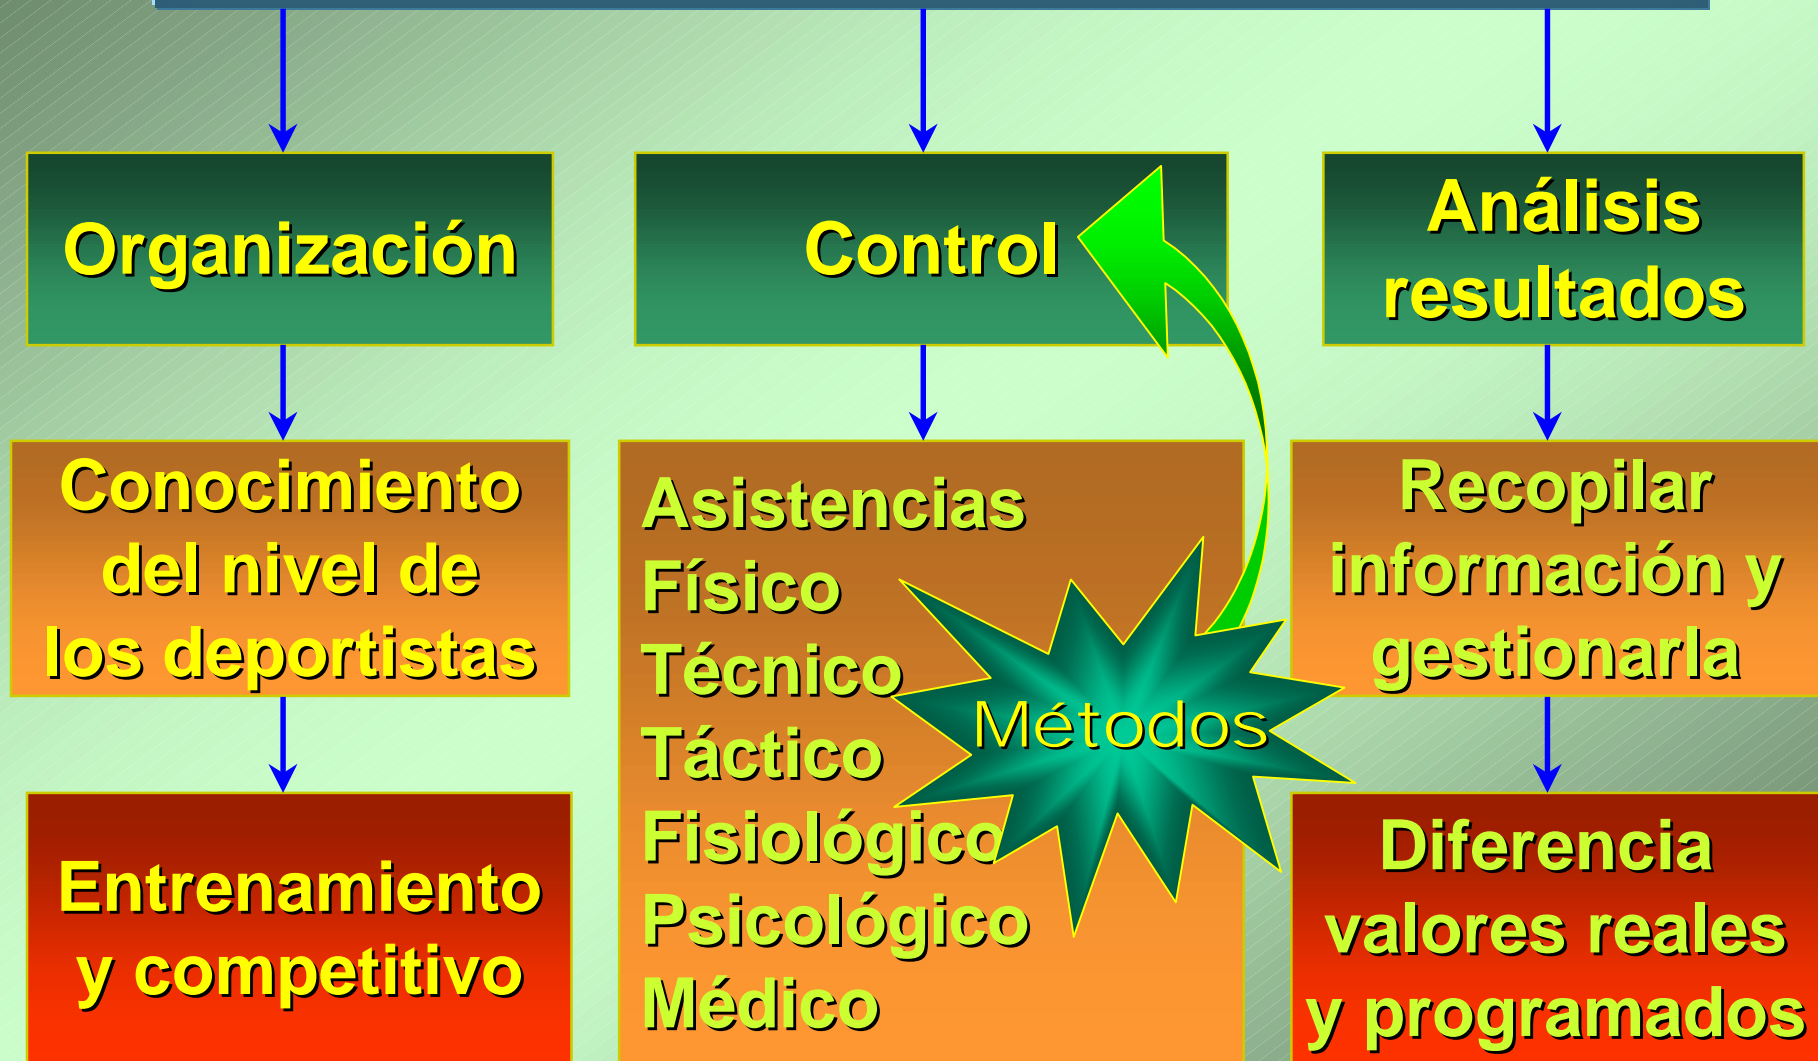 Organización
Control
Análisis
resultados
Conocimiento
del nivel de
los deportistas
Asistencias
Físico
Técnico
Táctico
Fisiológico
Psicológico
Médico
Métodos
Recopilar
información y
gestionarla
Entrenamiento
y competitivo
Diferencia
valores reales
y programados